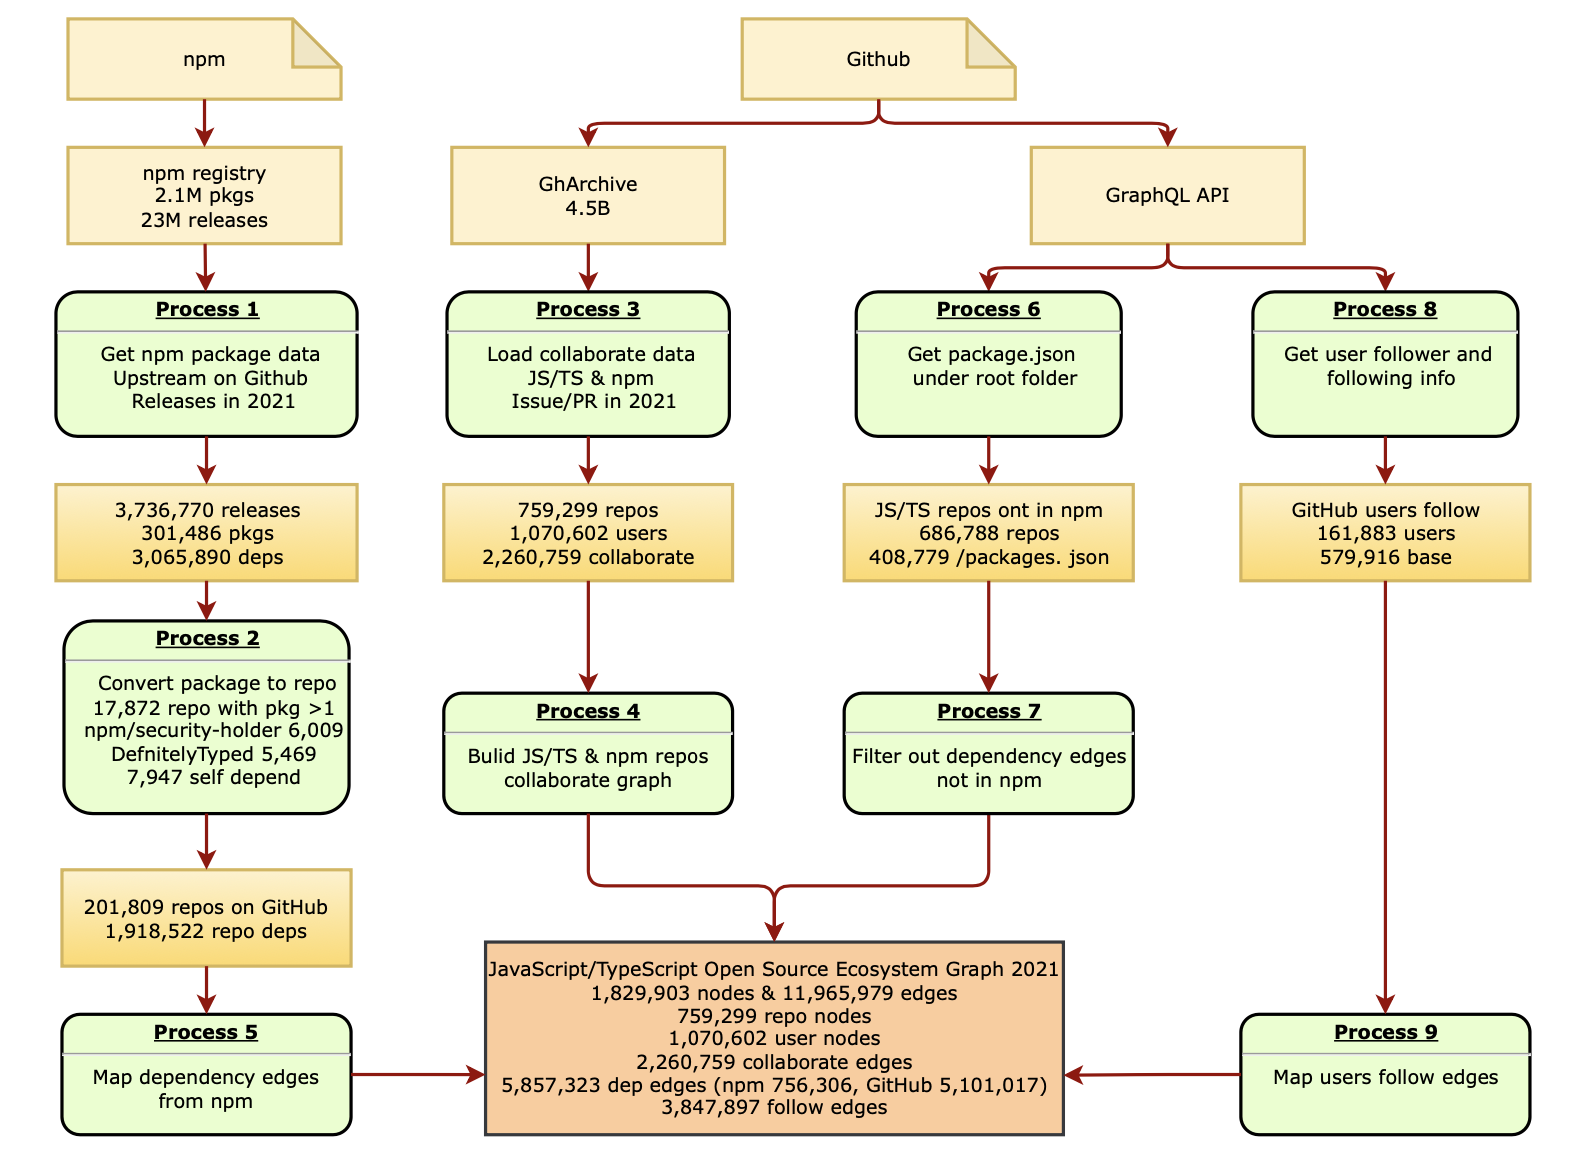 npm
Github
npm registry
2.1M pkgs
23M releases
GhArchive
4.5B
GraphQL API
Process 1
Get npm package data
Upstream on Github
Releases in 2021
Process 3
Load collaborate data
JS/TS & npm
Issue/PR in 2021
Process 6
Get package.json
under root folder
Process 8
Get user follower and
following info
3,736,770 releases
301,486 pkgs
3,065,890 deps
759,299 repos
1,070,602 users
2,260,759 collaborate
JS/TS repos ont in npm
686,788 repos
408,779 /packages. json
GitHub users follow
161,883 users
579,916 base
Process 2
Convert package to repo
17,872 repo with pkg >1
npm/security-holder 6,009
DefnitelyTyped 5,469
7,947 self depend
Process 4
Bulid JS/TS & npm repos
collaborate graph
Process 7
Filter out dependency edges
not in npm
201,809 repos on GitHub
1,918,522 repo deps
Process 5
Map dependency edges
from npm
JavaScript/TypeScript Open Source Ecosystem Graph 2021
1,829,903 nodes & 11,965,979 edges
759,299 repo nodes
1,070,602 user nodes
2,260,759 collaborate edges
5,857,323 dep edges (npm 756,306, GitHub 5,101,017)
3,847,897 follow edges
Process 9
Map users follow edges